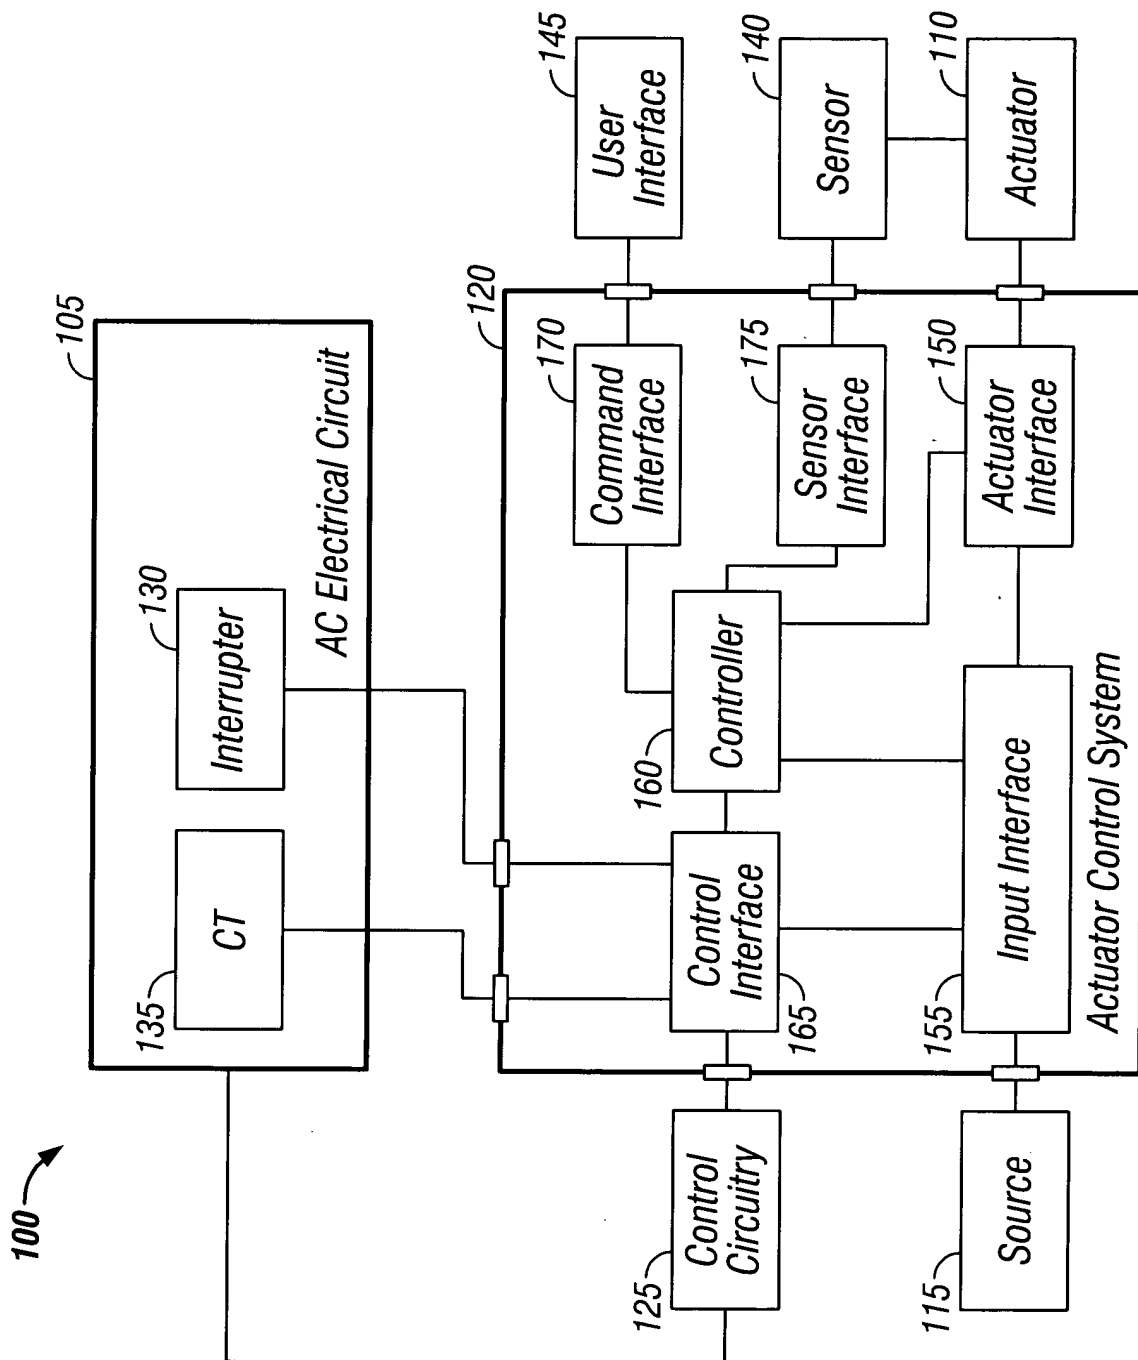 100
105
135
CT
130
Interrupter
AC Electrical Circuit
120
125
Control
Circuitry
165
Control
Interface
160
Controller
170
Command
Interface
145
User
Interface
175
Sensor
Interface
140
Sensor
115
Source
155
Input Interface
150
Actuator
Interface
110
Actuator
Actuator Control System